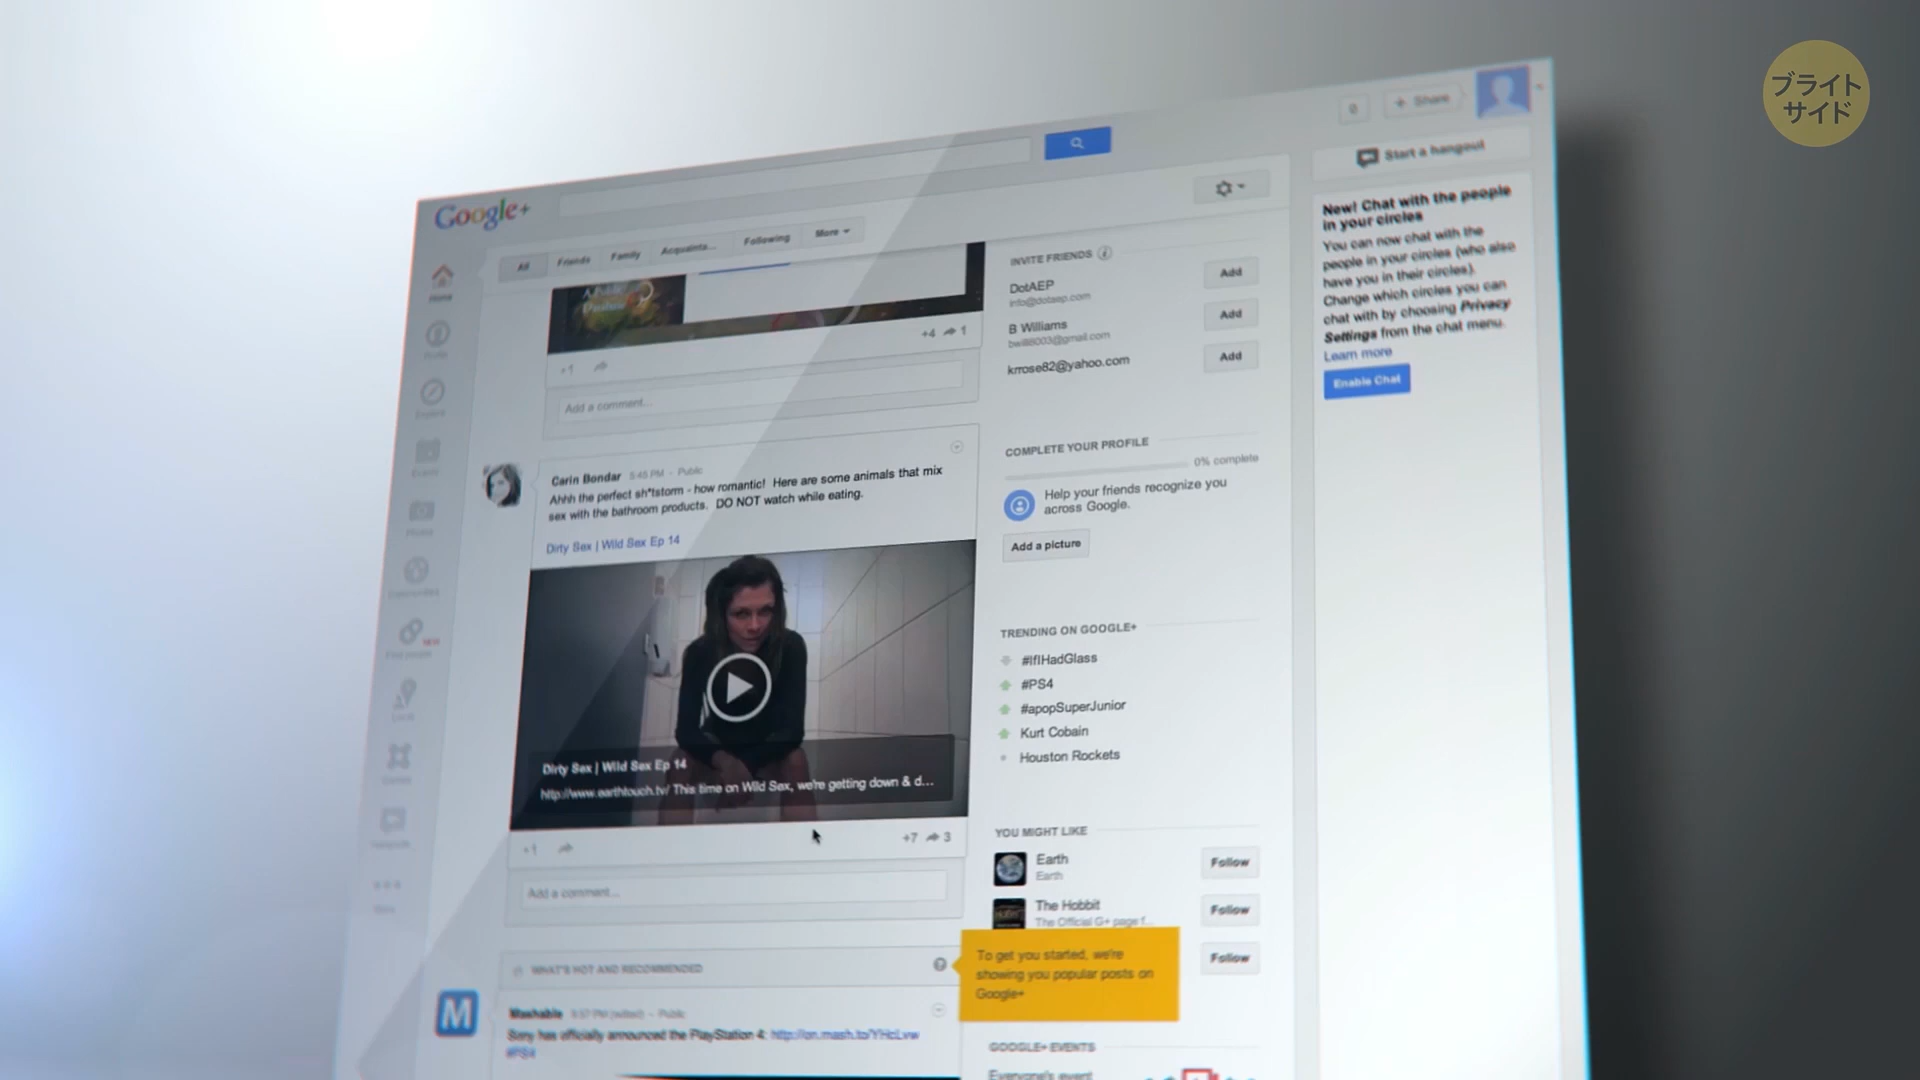 ブライト
サイド
Google+
+ Share
Start a hangout
New! Chat with the people
in your circles
You can now chat with the
people in your circles (who also
have you in their circles).
Change which circles you can
chat with by choosing Privacy
Settings from the chat menu.
Learn more
Enable Chat
All
Friends
Family
Acquainta...
Following
More
Home
+4
1
+1
Add a comment...
Carin Bondar 5:45 PM - Public
Ahhh the perfect sh*tstorm - how romantic! Here are some animals that mix
sex with the bathroom products. DO NOT watch while eating.
Dirty Sex | Wild Sex Ep 14
Dirty Sex | Wild Sex Ep 14
http://www.earthtouch.tv/ This time on Wild Sex, we're getting down & d...
+1
+7
3
Add a comment...
WHAT'S HOT AND RECOMMENDED
M
Mashable
Public
Sony has officially announced the PlayStation 4: http://on.mash.to/YHcLvw
#PS4
INVITE FRIENDS
DotAEP
info@dotaep.com
Add
B Williams
Add
krrose82@yahoo.com
Add
COMPLETE YOUR PROFILE
0% complete
Help your friends recognize you
across Google.
Add a picture
TRENDING ON GOOGLE+
#IfIHadGlass
#PS4
#apopSuperJunior
Kurt Cobain
Houston Rockets
YOU MIGHT LIKE
Earth
Earth
Follow
The Hobbit
The Official G+ page f...
Follow
Follow
To get you started, we're
showing you popular posts on
Google+
GOOGLE+ EVENTS
Everyone's event